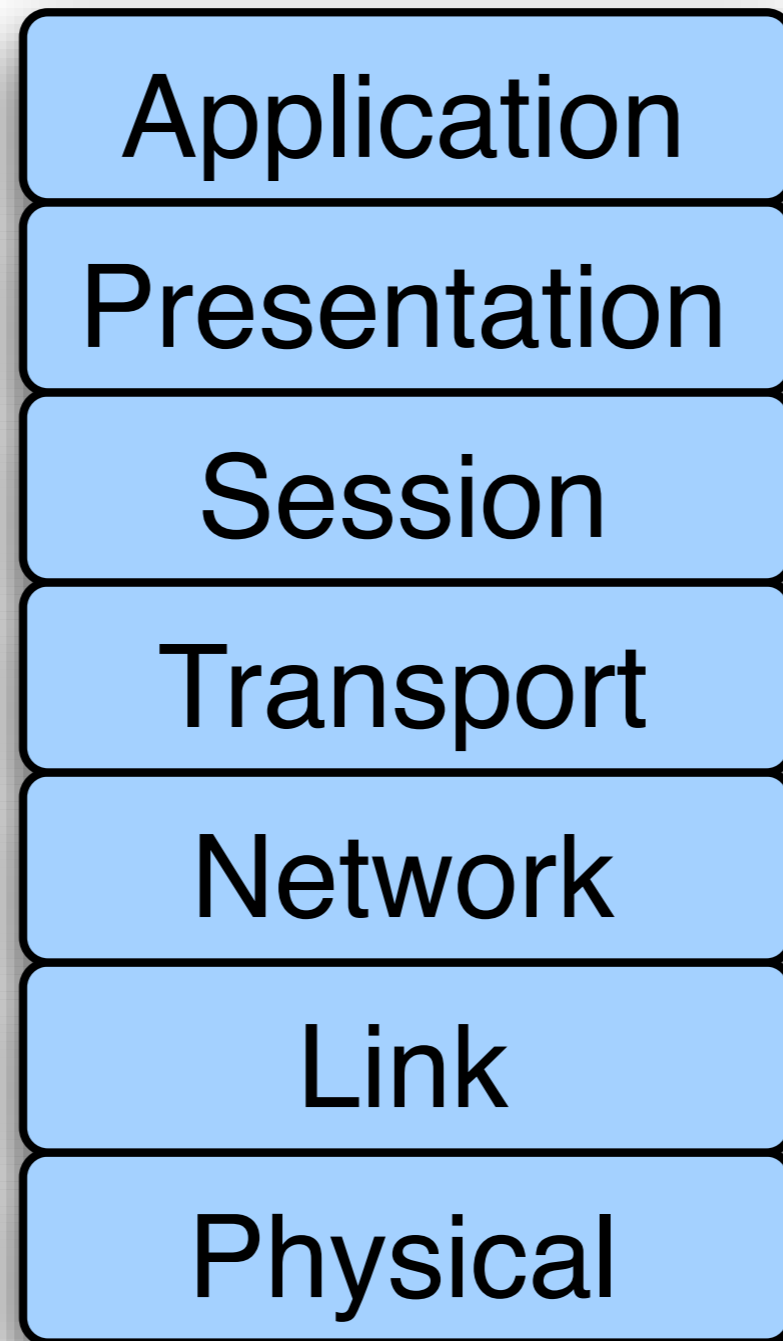 Application
Presentation
Session
Transport
Network
Link
Physical